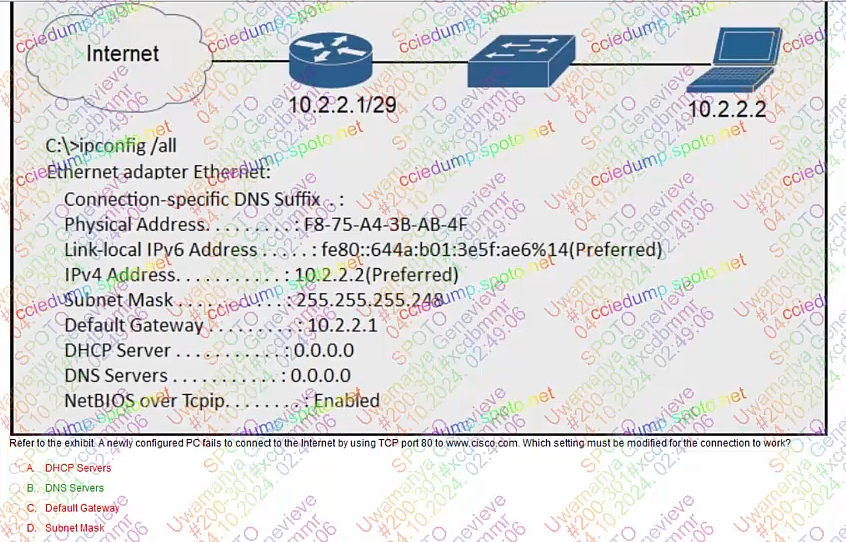 Internet
10.2.2.1/29
10.2.2.2
C:\>ipconfig /all
Ethernet adapter Ethernet:
Connection-specific DNS Suffix . :
Physical Address. . . . . . . . . : F8-75-A4-3B-AB-4F
Link-local IPv6 Address . . . . . : fe80::644a:b01:3e5f:ae6%14(Preferred)
IPv4 Address. . . . . . . . . . . : 10.2.2.2(Preferred)
Subnet Mask . . . . . . . . . . . : 255.255.255.248
Default Gateway . . . . . . . . . : 10.2.2.1
DHCP Server . . . . . . . . . . . : 0.0.0.0
DNS Servers . . . . . . . . . . . : 0.0.0.0
NetBIOS over Tcpip. . . . . . . . : Enabled
Refer to the exhibit. A newly configured PC fails to connect to the Internet by using TCP port 80 to www.cisco.com. Which setting must be modified for the connection to work?
A. DHCP Servers
B. DNS Servers
C. Default Gateway
D. Subnet Mask
SPOTO Genevieve
Uwamanya
#200-301#xcdbmmr
04.10.2024, 02:49:06
cciedump.spoto.net